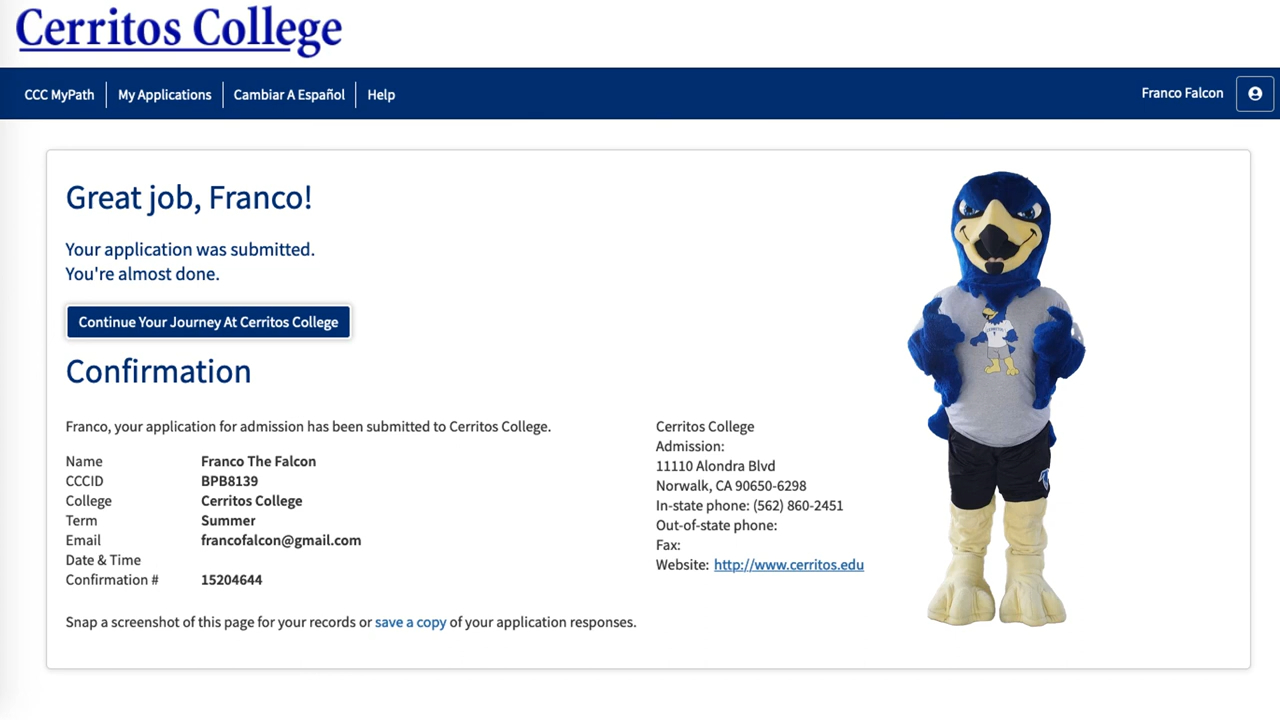 Cerritos College
CCC MyPath
My Applications
Cambiar A Español
Help
Franco Falcon
Great job, Franco!
Your application was submitted.
You're almost done.
Continue Your Journey At Cerritos College
Confirmation
Franco, your application for admission has been submitted to Cerritos College.
Name Franco The Falcon
CCCID BPB8139
College Cerritos College
Term Summer
Email francofalcon@gmail.com
Date & Time
Confirmation # 15204644
Snap a screenshot of this page for your records or save a copy of your application responses.
Cerritos College
Admission:
11110 Alondra Blvd
Norwalk, CA 90650-6298
In-state phone: (562) 860-2451
Out-of-state phone:
Fax:
Website: http://www.cerritos.edu